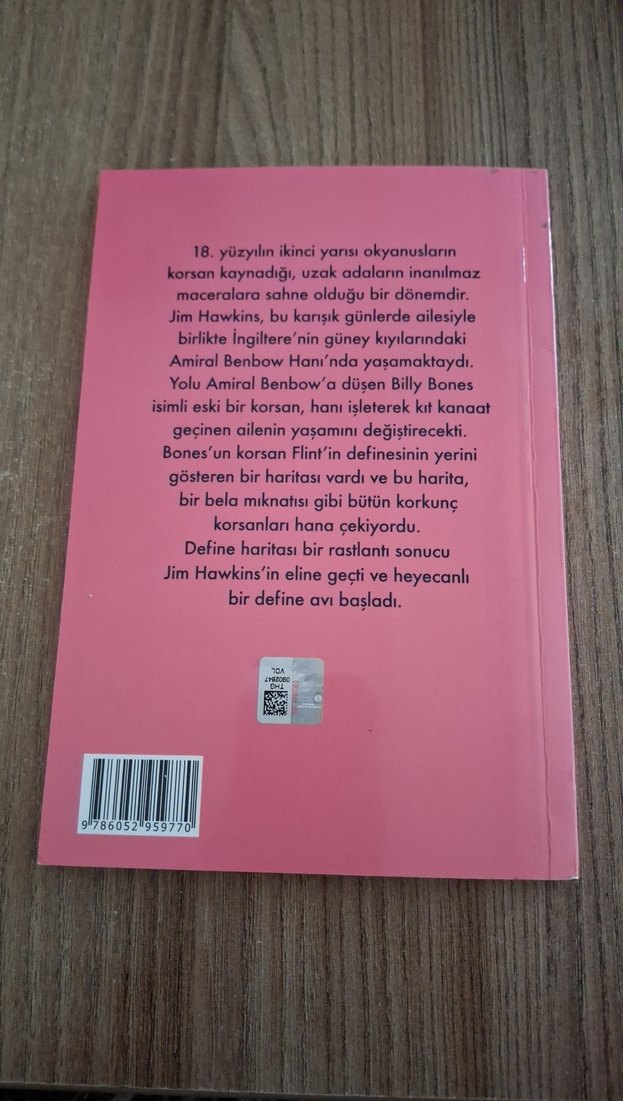 18. yüzyılın ikinci yarısı okyanusların
korsan kaynadığı, uzak adaların inanılmaz
maceralara sahne olduğu bir dönemdir.
Jim Hawkins, bu karışık günlerde ailesiyle
birlikte İngiltere'nin güney kıyılarındaki
Amiral Benbow Hanı'nda yaşamaktaydı.
Yolu Amiral Benbow'a düşen Billy Bones
isimli eski bir korsan, hanı işleterek kıt kanaat
geçinen ailenin yaşamını değiştirecekti.
Bones'un korsan Flint'in definesinin yerini
gösteren bir haritası vardı ve bu harita,
bir bela mıknatısı gibi bütün korkunç
korsanları hana çekiyordu.
Define haritası bir rastlantı sonucu
Jim Hawkins'in eline geçti ve heyecanlı
bir define avı başladı.
THG
0902847
VDL
9 786052 959770